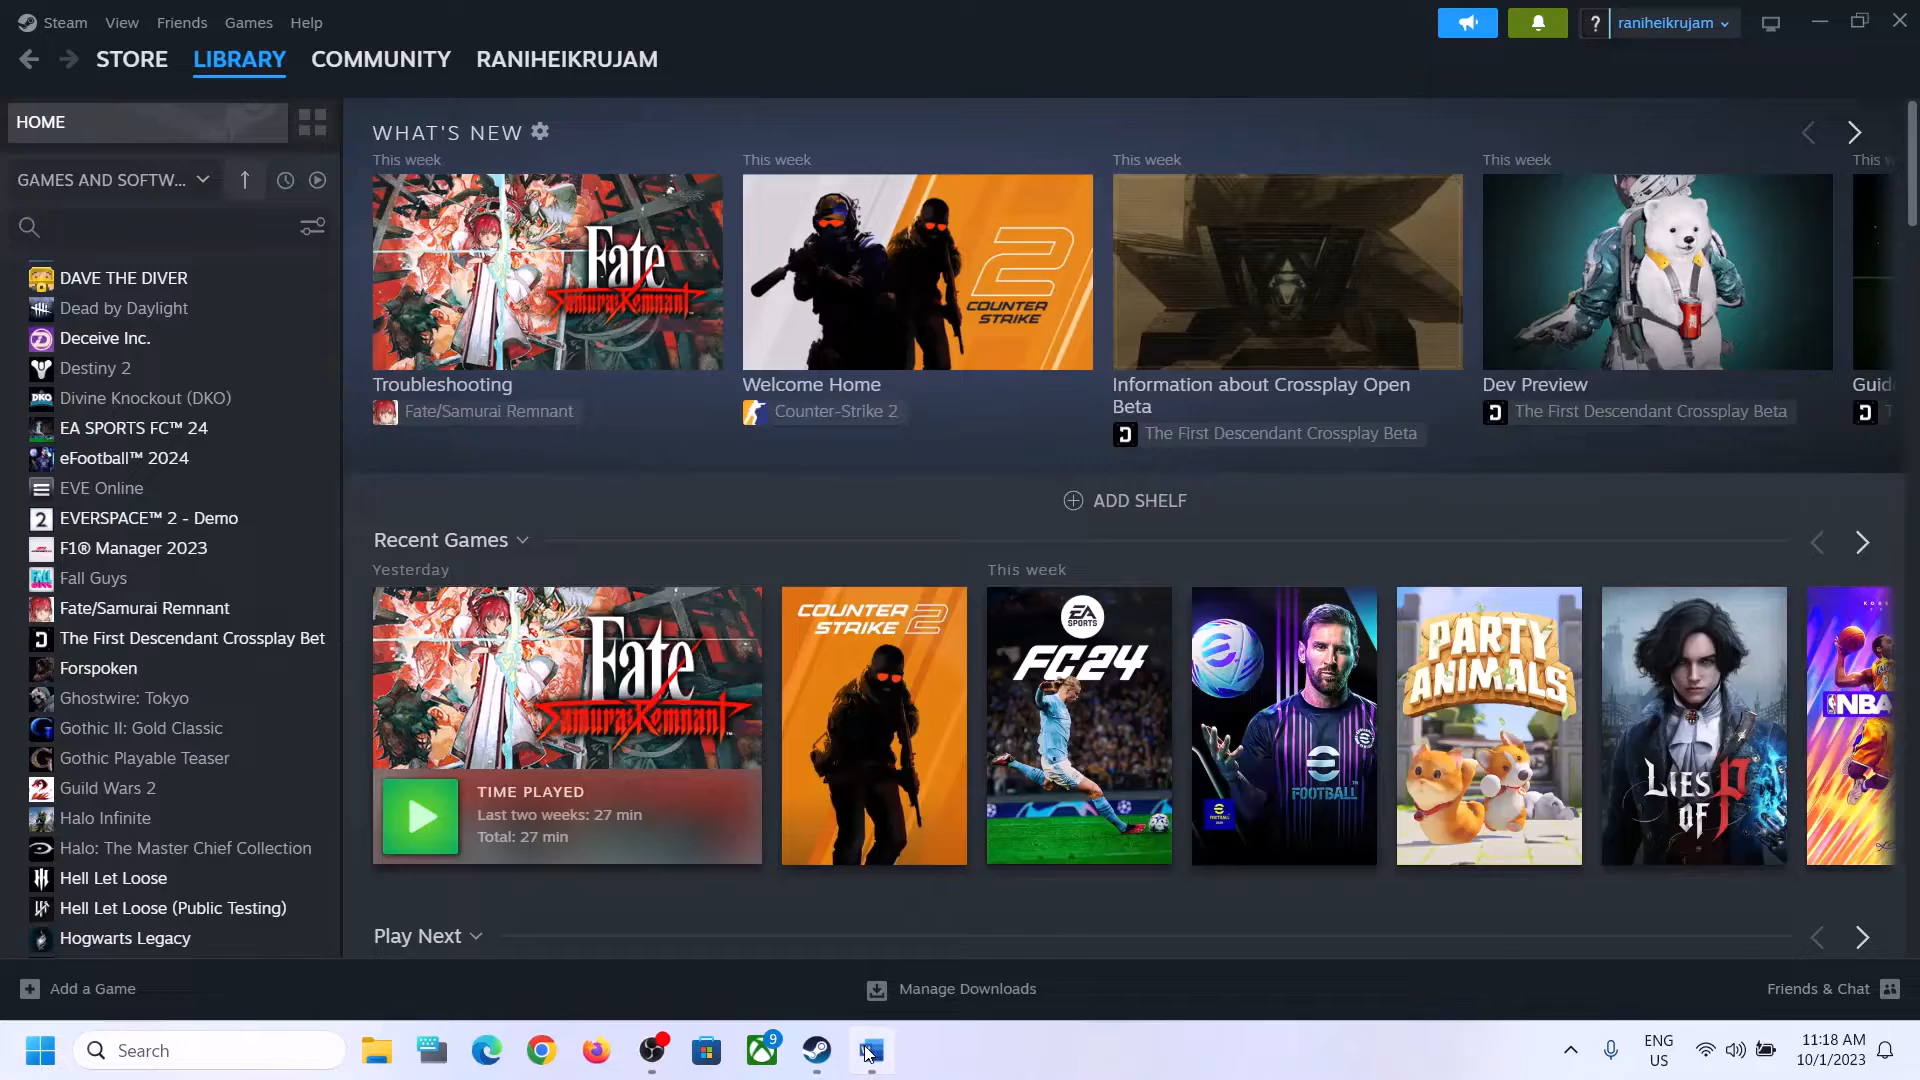 Steam View Friends Games Help
? raniheikrujam
STORE LIBRARY COMMUNITY RANIHEIKRUJAM
HOME
GAMES AND SOFTW...
DAVE THE DIVER
Dead by Daylight
Deceive Inc.
Destiny 2
Divine Knockout (DKO)
EA SPORTS FC™ 24
eFootball™ 2024
EVE Online
EVERSPACE™ 2 - Demo
F1® Manager 2023
Fall Guys
Fate/Samurai Remnant
The First Descendant Crossplay Bet
Forspoken
Ghostwire: Tokyo
Gothic II: Gold Classic
Gothic Playable Teaser
Guild Wars 2
Halo Infinite
Halo: The Master Chief Collection
Hell Let Loose
Hell Let Loose (Public Testing)
Hogwarts Legacy
WHAT'S NEW
This week
Fate
Samurai Remnant
Troubleshooting
Fate/Samurai Remnant
This week
2
COUNTER
STRIKE
Welcome Home
Counter-Strike 2
This week
Information about Crossplay Open
Beta
The First Descendant Crossplay Beta
This week
Dev Preview
The First Descendant Crossplay Beta
This w
Guid
ADD SHELF
Recent Games
Yesterday
Fate
Samurai Remnant™
TIME PLAYED
Last two weeks: 27 min
Total: 27 min
COUNTER
STRIKE 2
This week
EA
SPORTS
FC24
FOOTBALL
PARTY
ANIMALS
LIES
OF P
NBA
Play Next
Add a Game
Manage Downloads
Friends & Chat
Search
9
ENG
US
11:18 AM
10/1/2023